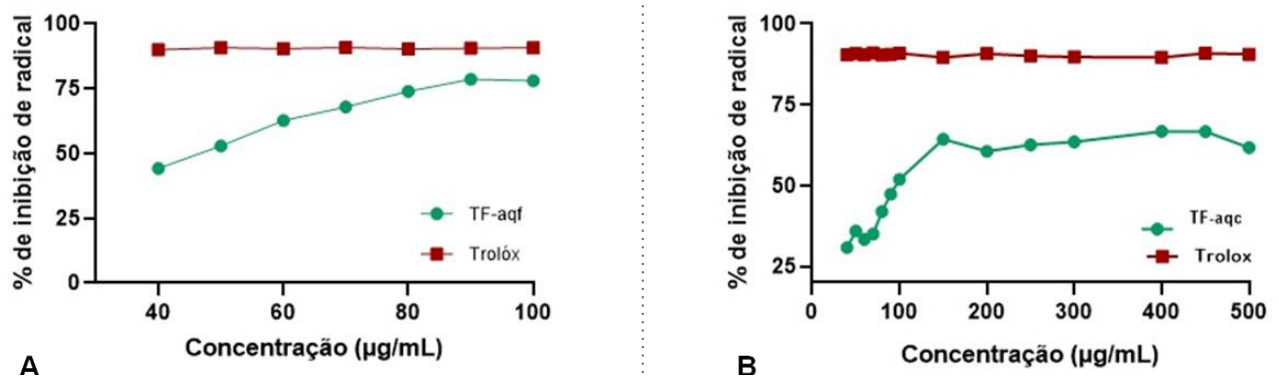 % de inibição de radical
100
75
50
25
0
40
60
80
100
Concentração (µg/mL)
TF-aqf
Trolóx
A
% de inibição de radical
100
75
50
25
0
100
200
300
400
500
Concentração (µg/mL)
TF-aqc
Trolox
B